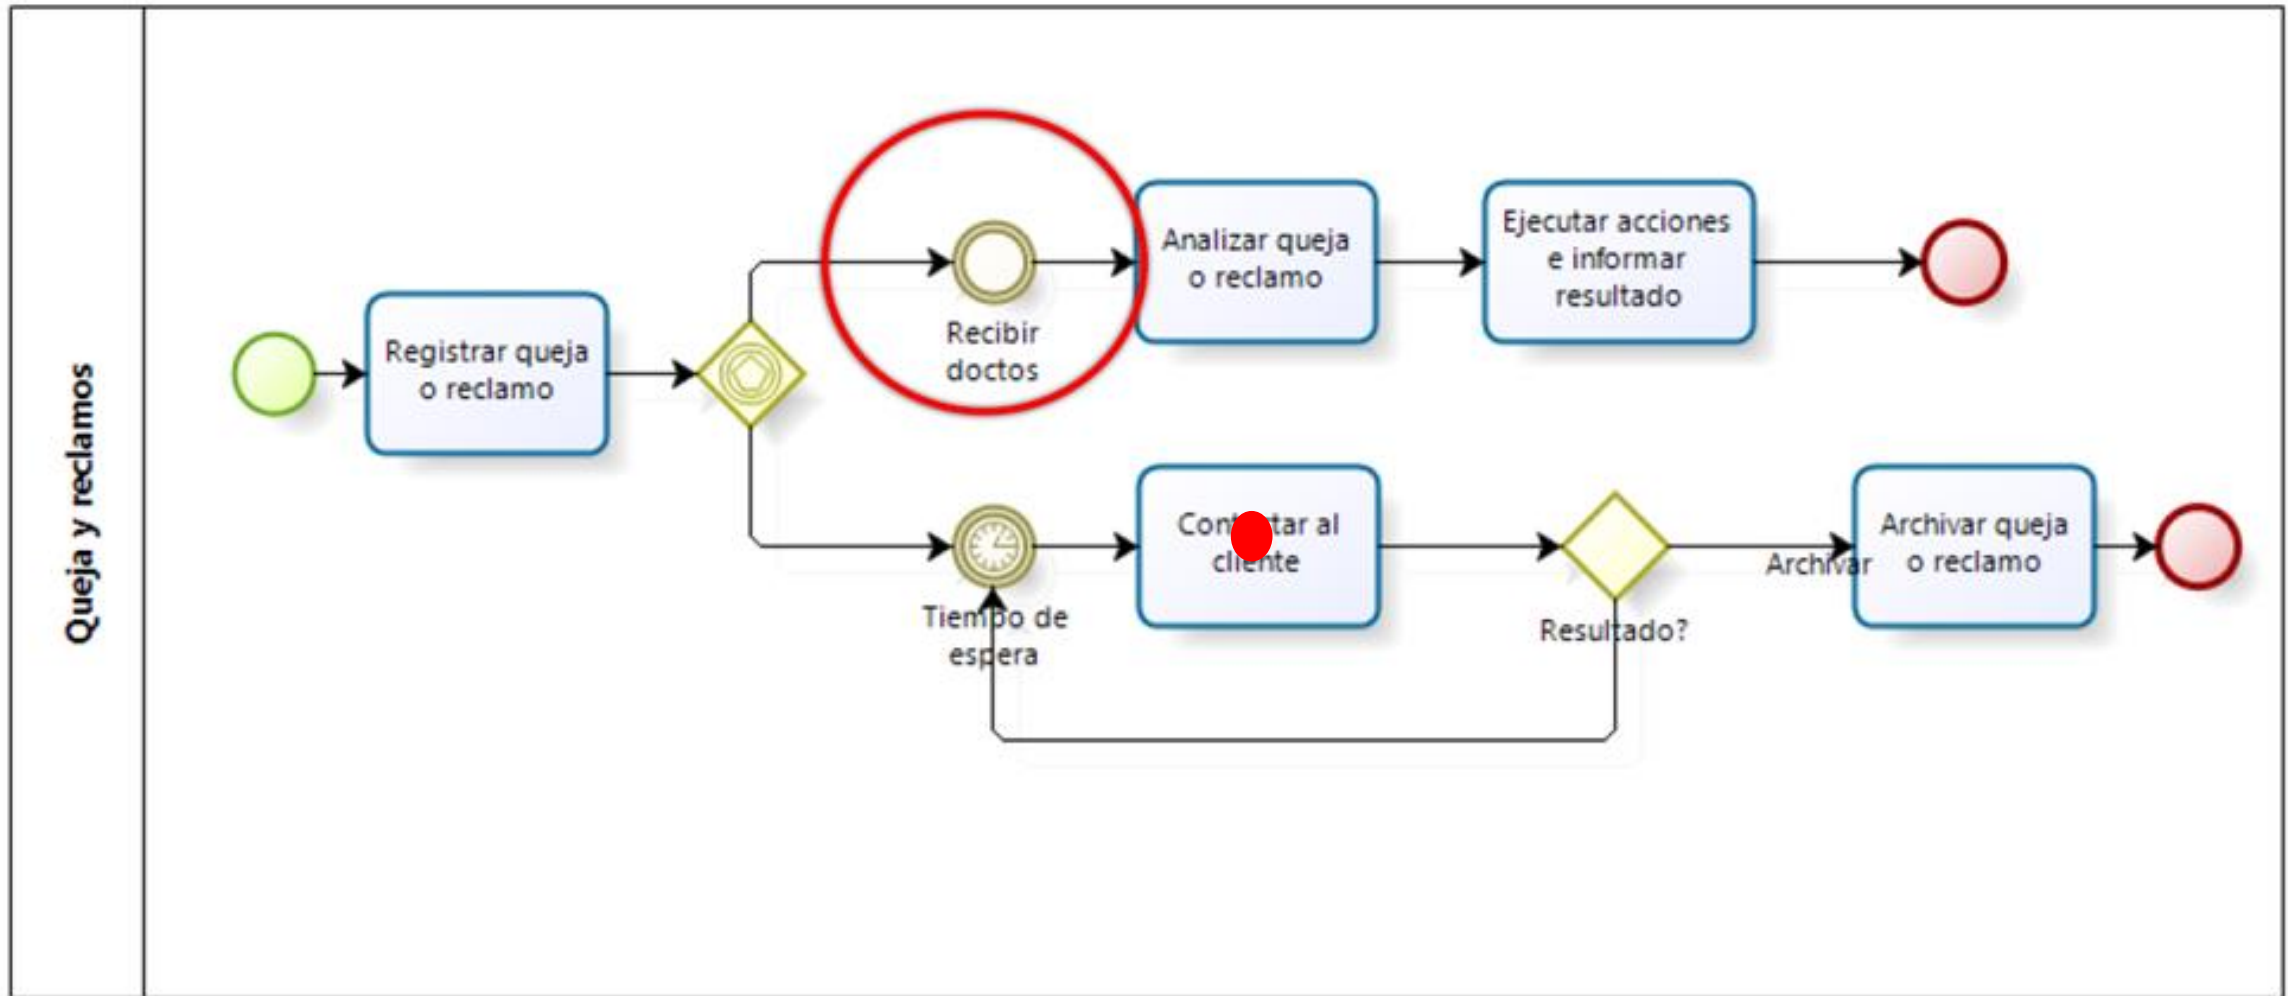 Queja y reclamos
Registrar queja
o reclamo
Recibir
doctos
Analizar queja
o reclamo
Ejecutar acciones
e informar
resultado
Tiempo de
espera
al
cliente
Resultado?
Archivar
Archivar queja
o reclamo